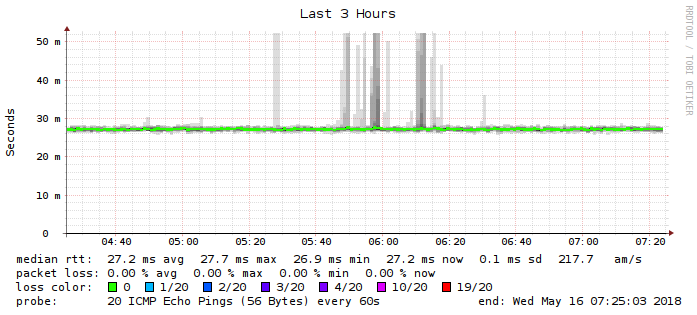 Last 3 Hours
RRDTOOL / TOBI OETIKER
Seconds
50 m
40 m
30 m
20 m
10 m
0
04:40 05:00 05:20 05:40 06:00 06:20 06:40 07:00 07:20
median rtt: 27.2 ms avg 27.7 ms max 26.9 ms min 27.2 ms now 0.1 ms sd 217.7 am/s
packet loss: 0.00 % avg 0.00 % max 0.00 % min 0.00 % now
loss color: 0 1/20 2/20 3/20 4/20 10/20 19/20
probe: 20 ICMP Echo Pings (56 Bytes) every 60s end: Wed May 16 07:25:03 2018